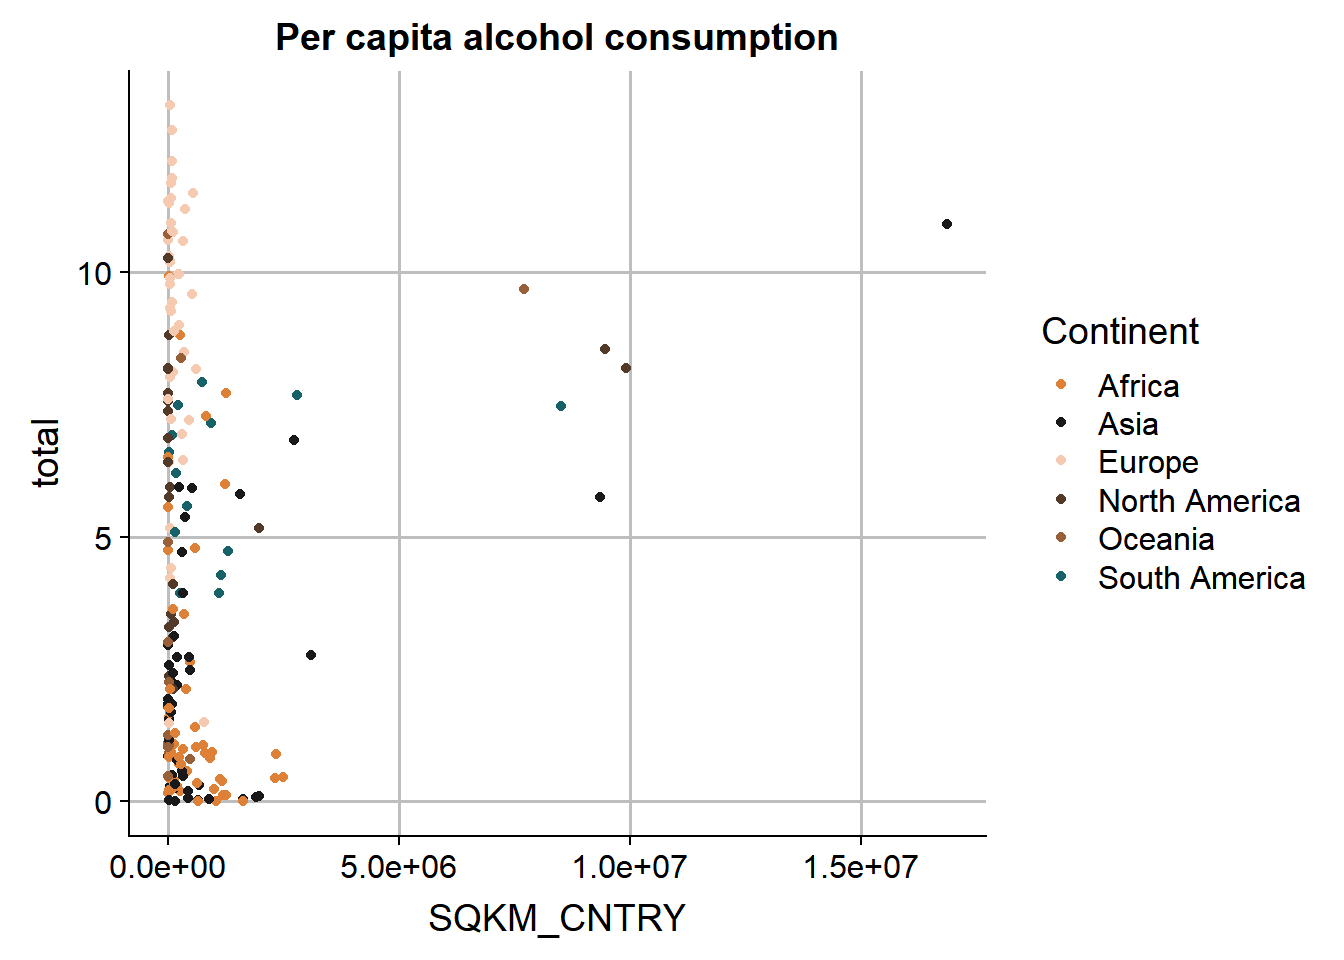 Per capita alcohol consumption
total
10
5
0
0.0e+00 5.0e+06 1.0e+07 1.5e+07
SQKM_CNTRY
Continent
Africa
Asia
Europe
North America
Oceania
South America